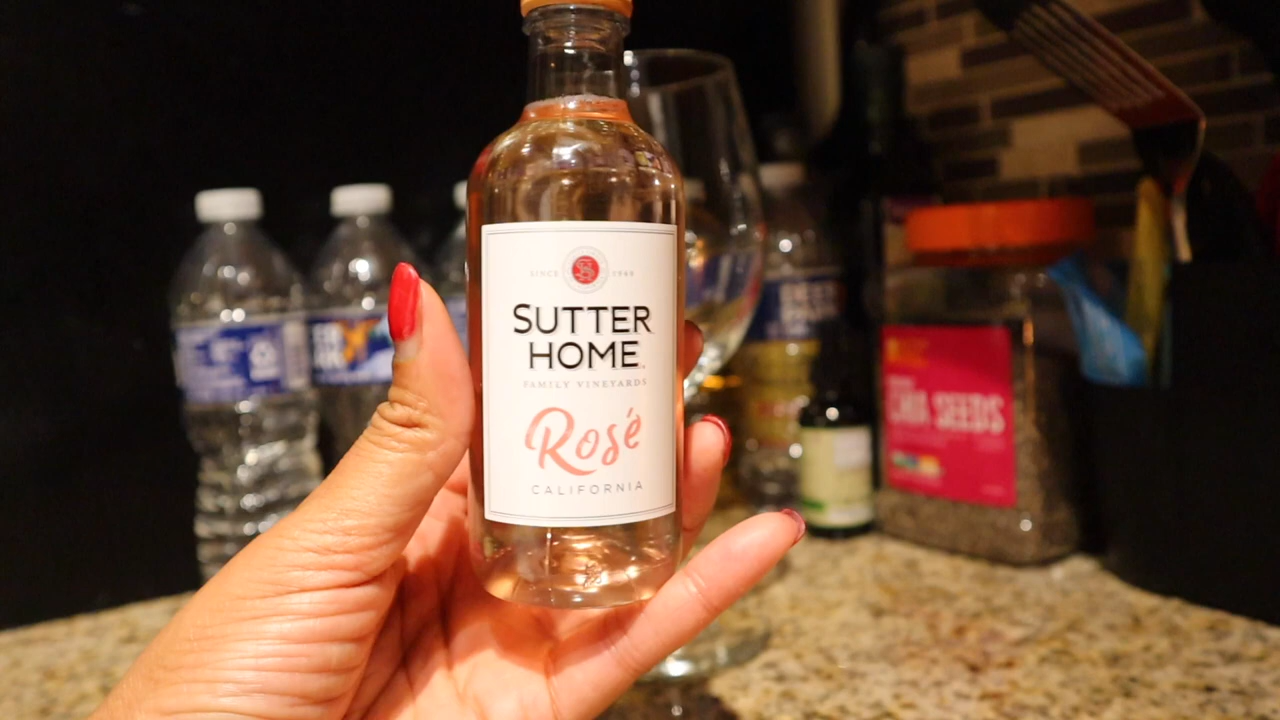 SINCE 1948
SUTTER
HOME
FAMILY VINEYARDS
Rosé
CALIFORNIA
CHIA SEEDS